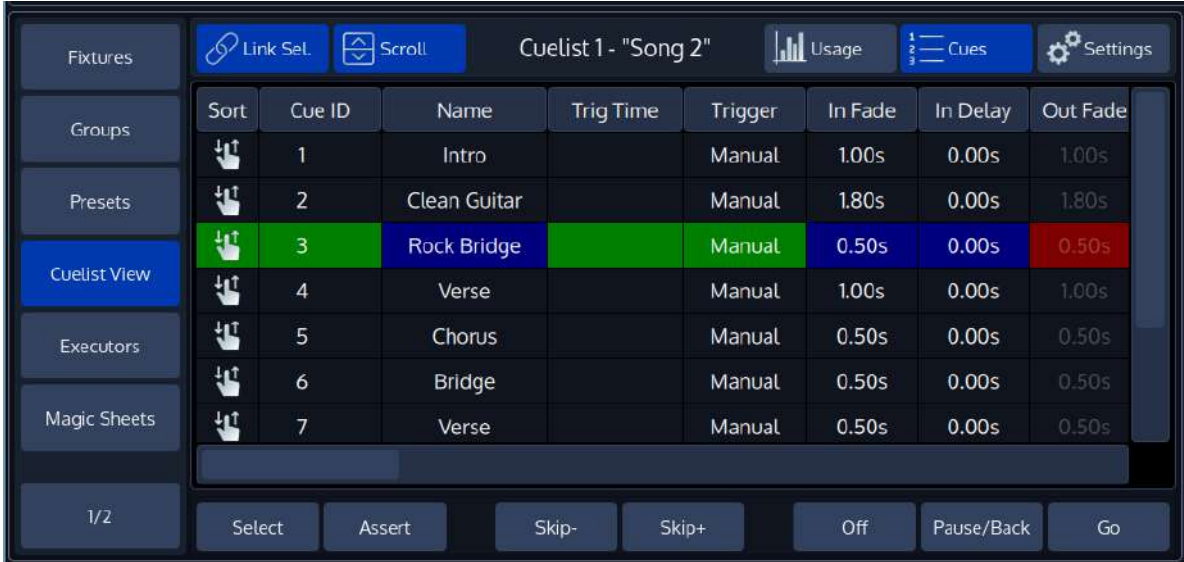 Fixtures
Groups
Presets
Cuelist View
Executors
Magic Sheets
1/2
Link Sel. Scroll Cuelist 1 - "Song 2" Usage 1 2 3 Cues Settings
Sort Cue ID Name Trig Time Trigger In Fade In Delay Out Fade
1 Intro Manual 1.00s 0.00s 1.00s
2 Clean Guitar Manual 1.80s 0.00s 1.80s
3 Rock Bridge Manual 0.50s 0.00s 0.50s
4 Verse Manual 1.00s 0.00s 1.00s
5 Chorus Manual 0.50s 0.00s 0.50s
6 Bridge Manual 0.50s 0.00s 0.50s
7 Verse Manual 0.50s 0.00s 0.50s
Select Assert Skip- Skip+ Off Pause/Back Go